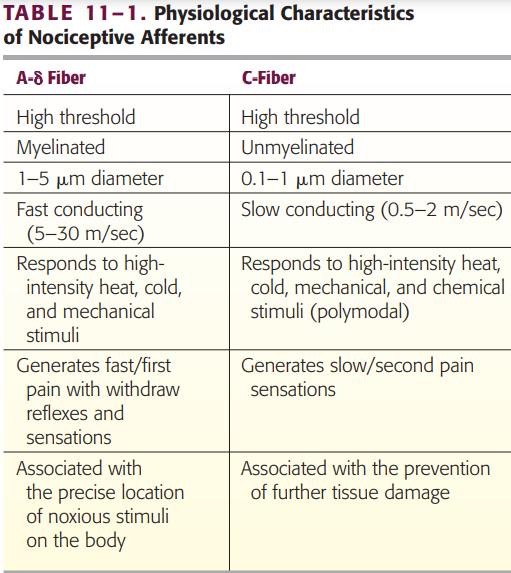 TABLE 11–1. Physiological Characteristics
of Nociceptive Afferents
A-δ Fiber
C-Fiber
High threshold
High threshold
Myelinated
Unmyelinated
1–5 μm diameter
0.1–1 μm diameter
Fast conducting
(5–30 m/sec)
Slow conducting (0.5–2 m/sec)
Responds to high-
intensity heat, cold,
and mechanical
stimuli
Responds to high-intensity heat,
cold, mechanical, and chemical
stimuli (polymodal)
Generates fast/first
pain with withdraw
reflexes and
sensations
Generates slow/second pain
sensations
Associated with
the precise location
of noxious stimuli
on the body
Associated with the prevention
of further tissue damage